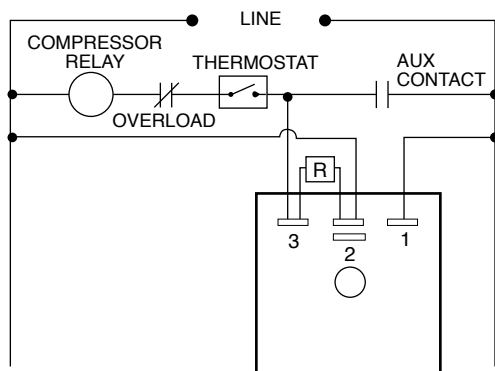 LINE
COMPRESSOR
RELAY
THERMOSTAT
AUX
CONTACT
OVERLOAD
R
3
2
1